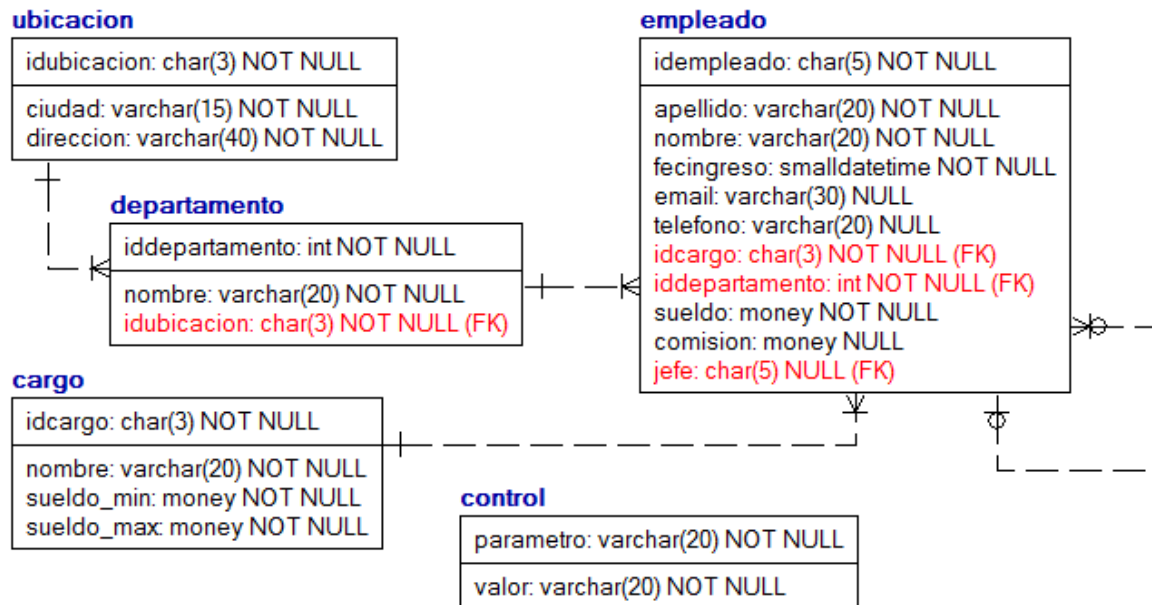 ubicacion
idubicacion: char(3) NOT NULL
ciudad: varchar(15) NOT NULL
direccion: varchar(40) NOT NULL
departamento
iddepartamento: int NOT NULL
nombre: varchar(20) NOT NULL
idubicacion: char(3) NOT NULL (FK)
cargo
idcargo: char(3) NOT NULL
nombre: varchar(20) NOT NULL
sueldo_min: money NOT NULL
sueldo_max: money NOT NULL
empleado
idempleado: char(5) NOT NULL
apellido: varchar(20) NOT NULL
nombre: varchar(20) NOT NULL
fecingreso: smalldatetime NOT NULL
email: varchar(30) NULL
telefono: varchar(20) NULL
idcargo: char(3) NOT NULL (FK)
iddepartamento: int NOT NULL (FK)
sueldo: money NOT NULL
comision: money NULL
jefe: char(5) NULL (FK)
control
parametro: varchar(20) NOT NULL
valor: varchar(20) NOT NULL